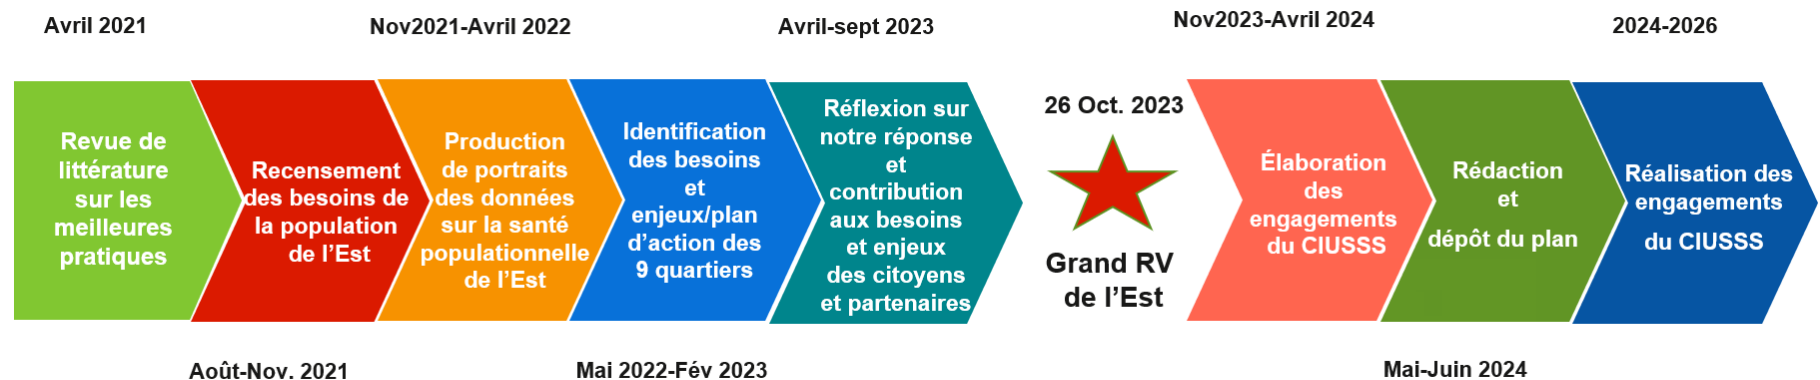 Avril 2021
Revue de
littérature
sur les
meilleures
pratiques
Août-Nov. 2021
Recensement
des besoins de
la population
de l'Est
Nov2021-Avril 2022
Production
de portraits
des données
sur la santé
populationnelle
de l'Est
Mai 2022-Fév 2023
Identification
des besoins
et
enjeux/plan
d'action des
9 quartiers
Avril-sept 2023
Réflexion sur
notre réponse
et
contribution
aux besoins
et enjeux
des citoyens
et partenaires
26 Oct. 2023
Grand RV
de l'Est
Nov2023-Avril 2024
Élaboration
des
engagements
du CIUSSS
Mai-Juin 2024
Rédaction
et
dépôt du plan
2024-2026
Réalisation des
engagements
du CIUSSS